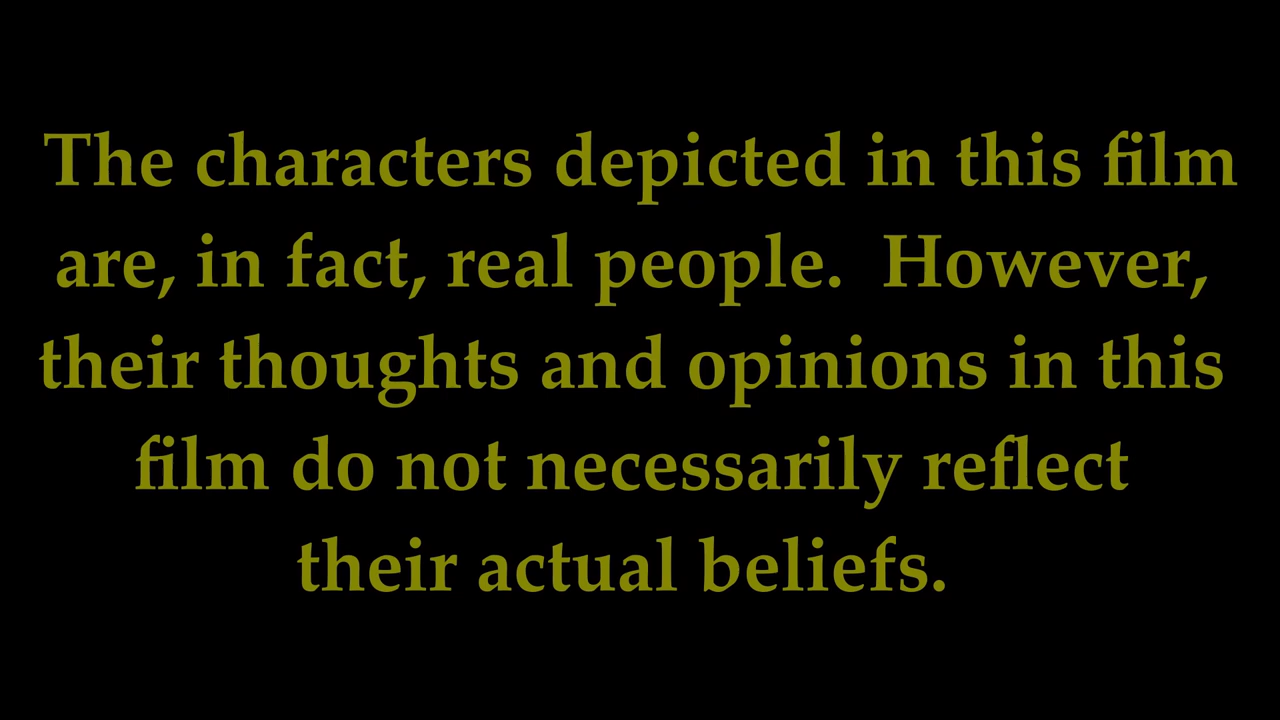 The characters depicted in this film
are, in fact, real people.  However,
their thoughts and opinions in this
film do not necessarily reflect
their actual beliefs.